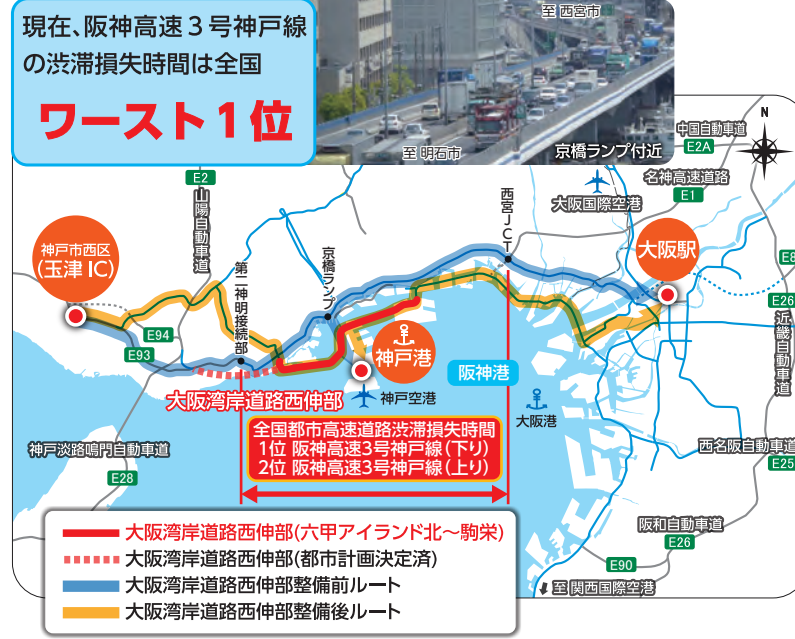 現在、阪神高速3号神戸線
の渋滞損失時間は全国
ワースト1位
至 西宮市
至 明石市
京橋ランプ付近
N
中国自動車道
E2A
名神高速道路
E1
大阪国際空港
西宮JCT
E2
山陽自動車道
神戸市西区
(玉津IC)
第二神明接続部
京橋ランプ
大阪駅
E8
E26
近畿自動車道
E94
E93
神戸港
阪神港
神戸空港
大阪港
大阪湾岸道路西伸部
全国都市高速道路渋滞損失時間
1位 阪神高速3号神戸線(下り)
2位 阪神高速3号神戸線(上り)
神戸淡路鳴門自動車道
E28
西名阪自動車道
E25
阪和自動車道
E26
E90
至 関西国際空港
大阪湾岸道路西伸部(六甲アイランド北～駒栄)
大阪湾岸道路西伸部(都市計画決定済)
大阪湾岸道路西伸部整備前ルート
大阪湾岸道路西伸部整備後ルート